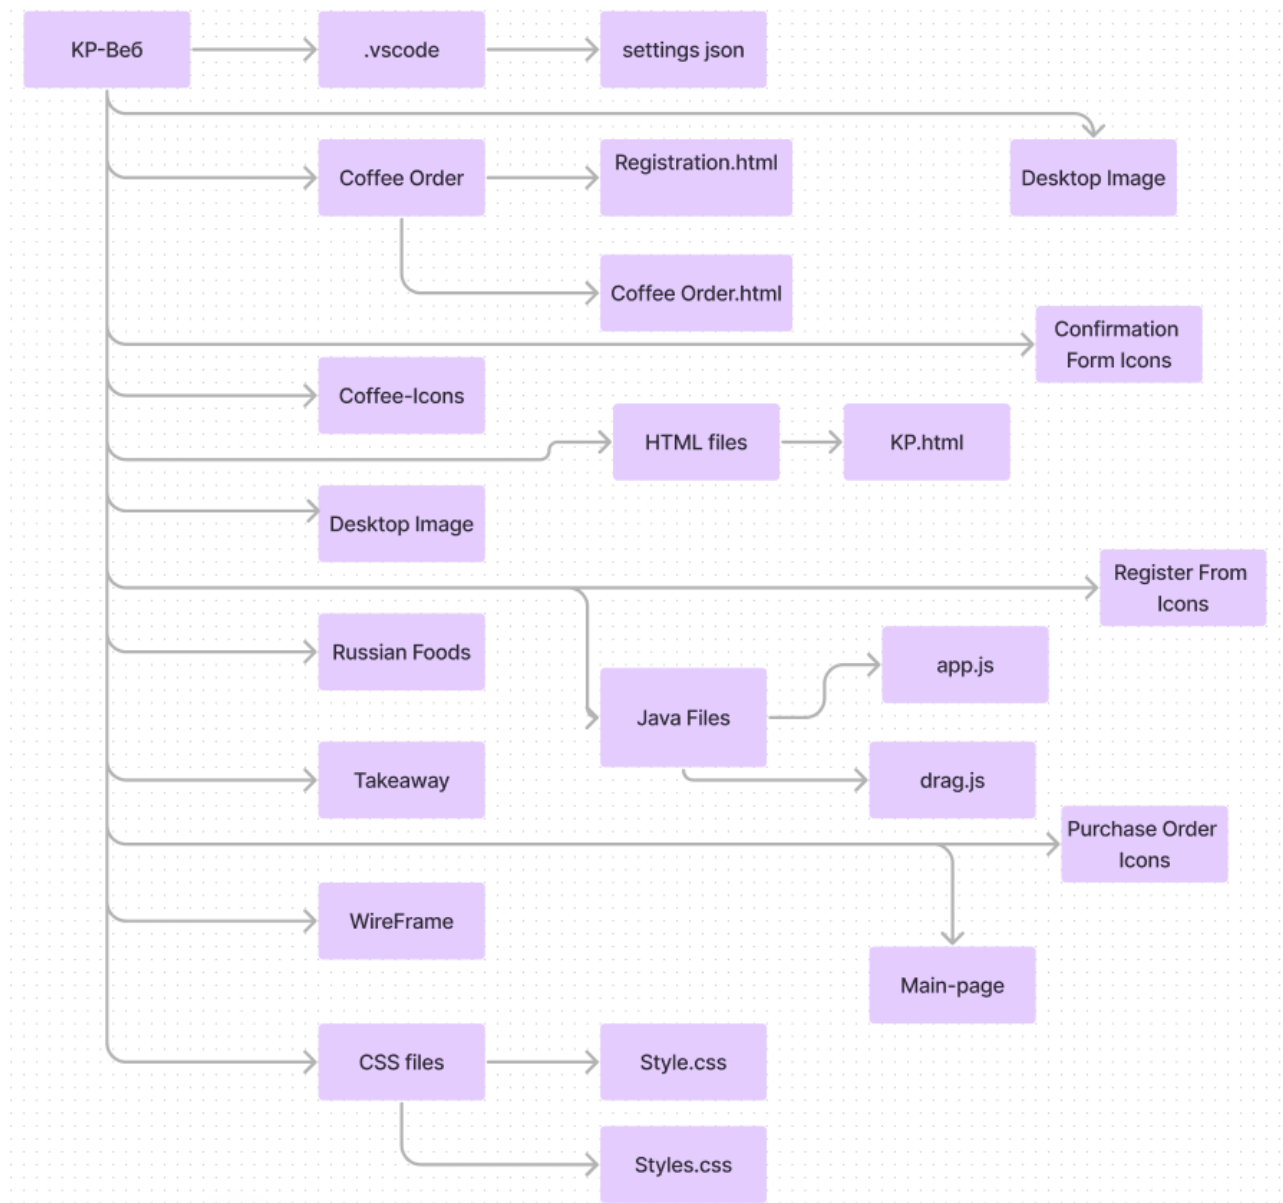 КР-Веб
.vscode
settings json
Coffee Order
Registration.html
Desktop Image
Coffee Order.html
Confirmation
Form Icons
Coffee-Icons
HTML files
KP.html
Desktop Image
Register From
Icons
Russian Foods
app.js
Java Files
Takeaway
drag.js
Purchase Order
Icons
WireFrame
Main-page
CSS files
Style.css
Styles.css